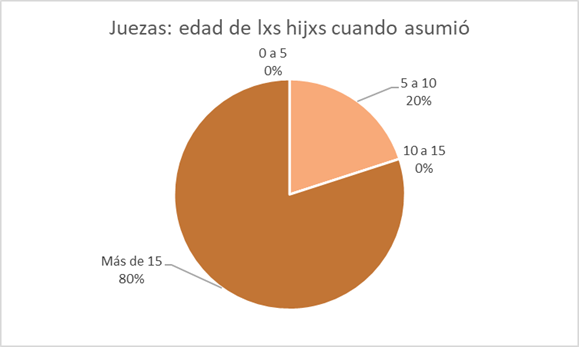 Juezas: edad de lxs hijxs cuando asumió
0 a 5
0%
5 a 10
20%
10 a 15
0%
Más de 15
80%